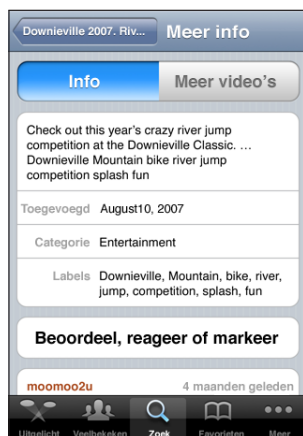 Downieville 2007. Riv... Meer info
Info Meer video's
Check out this year's crazy river jump
competition at the Downieville Classic. ...
Downieville Mountain bike river jump
competition splash fun
Toegevoegd August10, 2007
Categorie Entertainment
Labels Downieville, Mountain, bike, river,
jump, competition, splash, fun
Beoordeel, reageer of markeer
moomoo2u 4 maanden geleden
Uitgelicht Veelbekeken Zoek Favorieten Meer